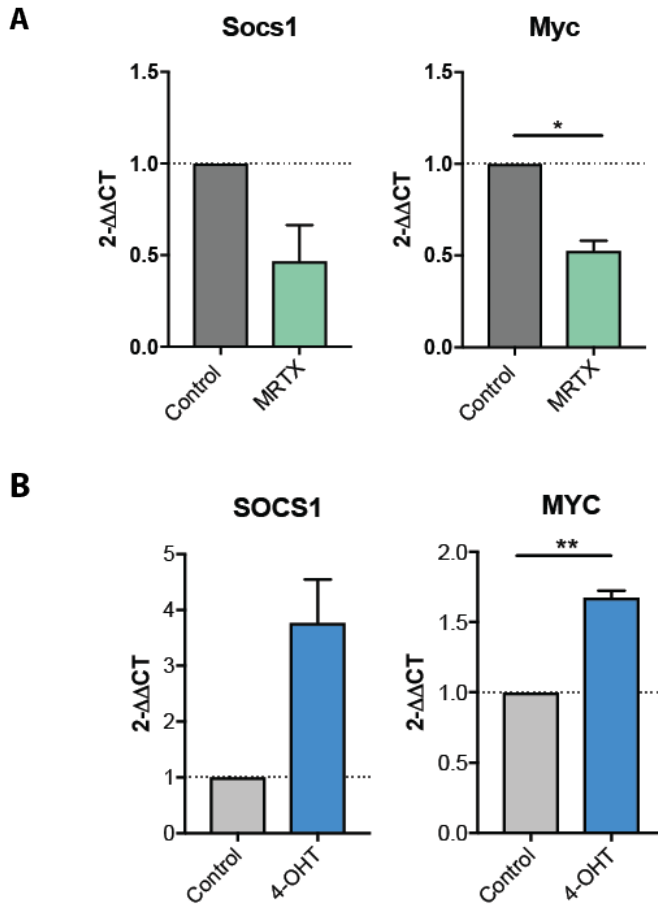 A
Socs1
Myc
2-ΔΔCT
1.5
1.0
0.5
0.0
Control
MRTX
2-ΔΔCT
1.5
1.0
0.5
0.0
*
Control
MRTX
B
SOCS1
MYC
2-ΔΔCT
5
4
3
2
1
0
Control
4-OHT
2-ΔΔCT
2.0
1.5
1.0
0.5
0.0
**
Control
4-OHT